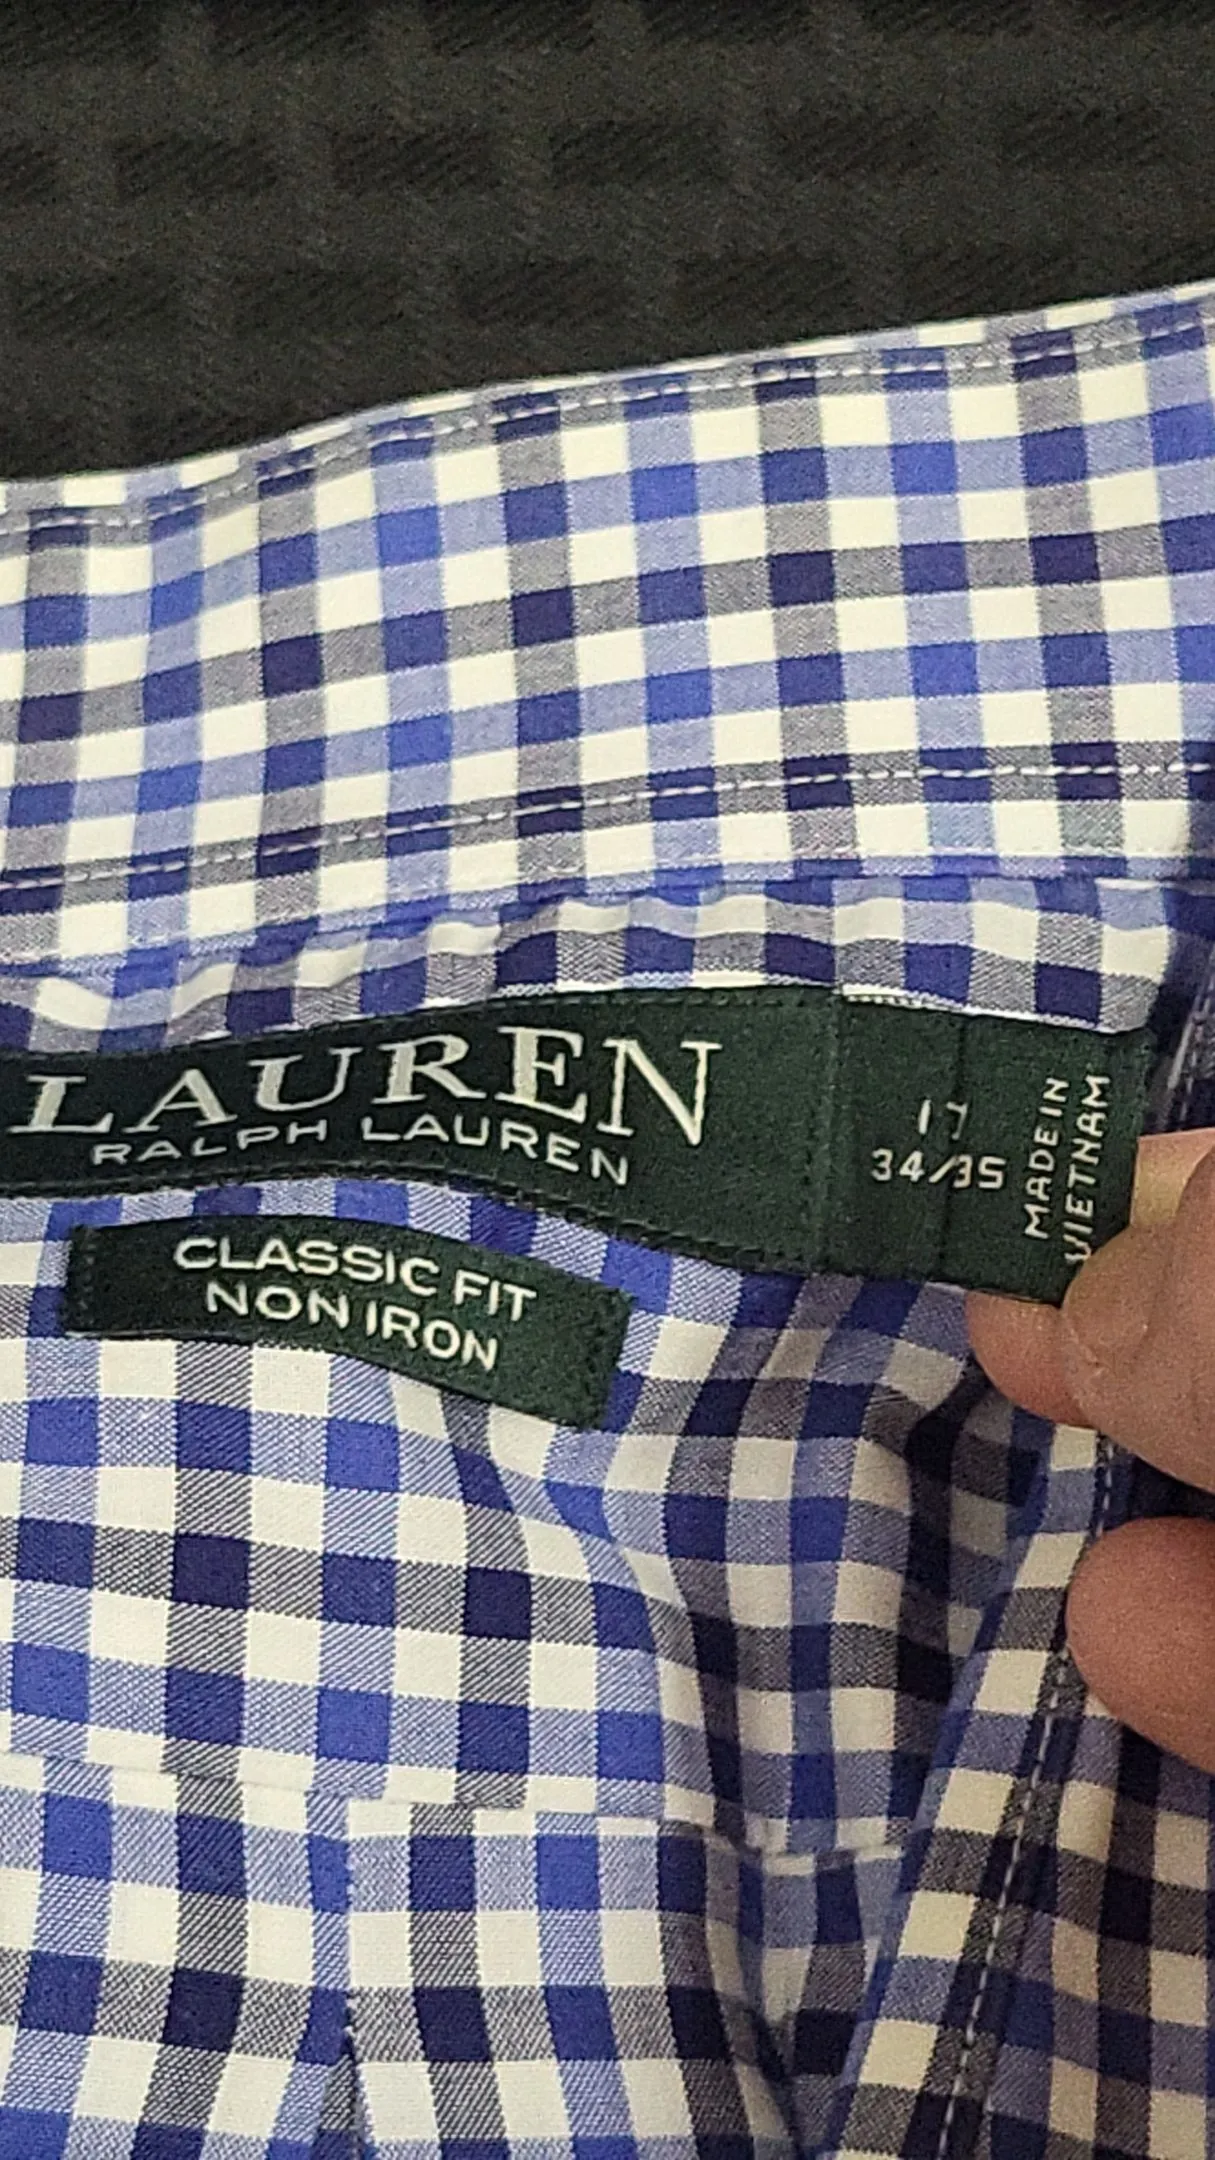 LAUREN
RALPH LAUREN
17
34/35
MADE IN
VIETNAM
CLASSIC FIT
NON IRON